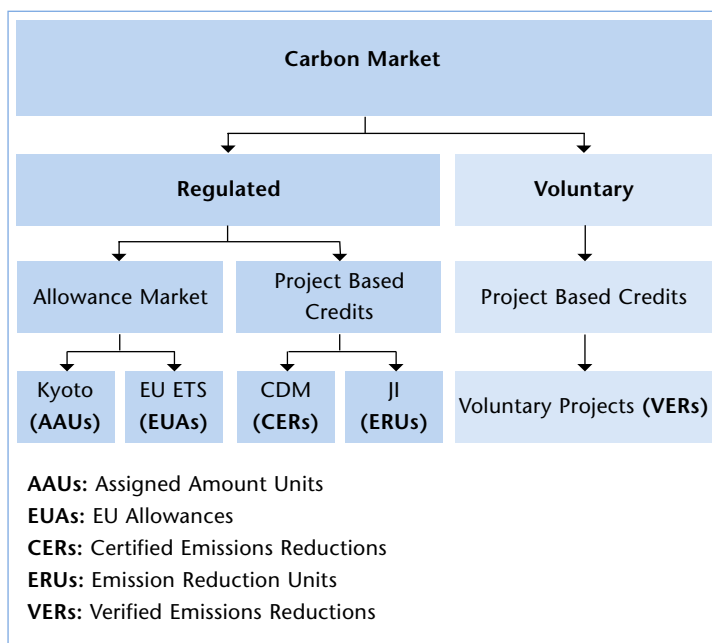 Carbon Market
Regulated
Voluntary
Allowance Market
Project Based
Credits
Project Based Credits
Kyoto
(AAUs)
EU ETS
(EUAs)
CDM
(CERs)
JI
(ERUs)
Voluntary Projects (VERs)
AAUs: Assigned Amount Units
EUAs: EU Allowances
CERs: Certified Emissions Reductions
ERUs: Emission Reduction Units
VERs: Verified Emissions Reductions